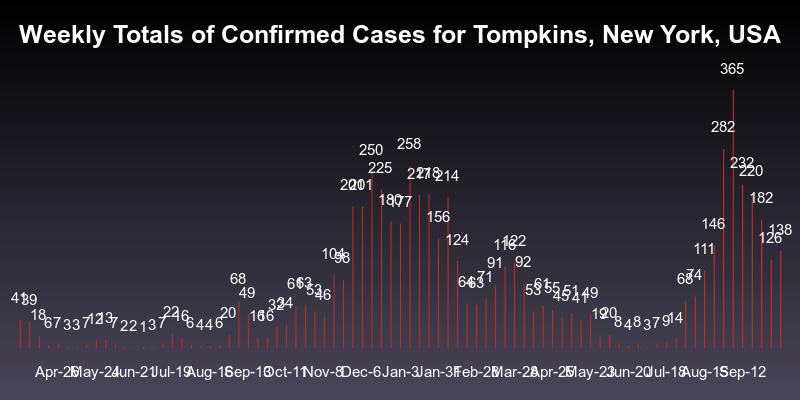 Weekly Totals of Confirmed Cases for Tompkins, New York, USA
41 39 18 6 7 3 3 7 12 13 7 2 2 1 3 7 22 16 6 4 4 6 20 68 49 16 16 32 34 61 63 53 46 104 98 201 201 250 225 180 177 258 217 218 156 214 124 64 63 71 91 116 122 92 53 61 55 45 51 41 49 19 20 8 4 8 3 7 9 14 68 74 111 146 282 365 232 220 182 126 138
Apr-26 May-24 Jun-21 Jul-19 Aug-16 Sep-13 Oct-11 Nov-8 Dec-6 Jan-3 Jan-31 Feb-28 Mar-28 Apr-25 May-23 Jun-20 Jul-18 Aug-15 Sep-12